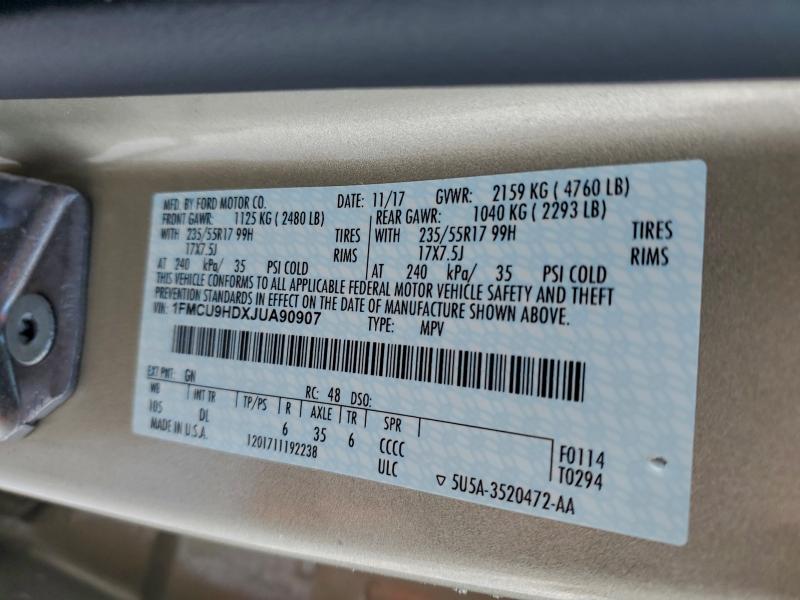 MFD. BY FORD MOTOR CO. DATE: 11/17 GVWR: 2159 KG ( 4760 LB)
FRONT GAWR: 1125 KG ( 2480 LB) REAR GAWR: 1040 KG ( 2293 LB)
WITH 235/55R17 99H TIRES WITH 235/55R17 99H TIRES
17X7.5J RIMS 17X7.5J RIMS
AT 240 kPa/ 35 PSI COLD AT 240 kPa/ 35 PSI COLD
THIS VEHICLE CONFORMS TO ALL APPLICABLE FEDERAL MOTOR VEHICLE SAFETY AND THEFT
PREVENTION STANDARDS IN EFFECT ON THE DATE OF MANUFACTURE SHOWN ABOVE.
VIN: 1FMCU9HDXJUA90907 TYPE: MPV
EXT PNT: GN RC: 48 DSO:
WB INT TR TP/PS R AXLE TR SPR
105 DL 6 35 6 CCCC F0114
MADE IN U.S.A. 1201711192238 ULC T0294
5U5A-3520472-AA